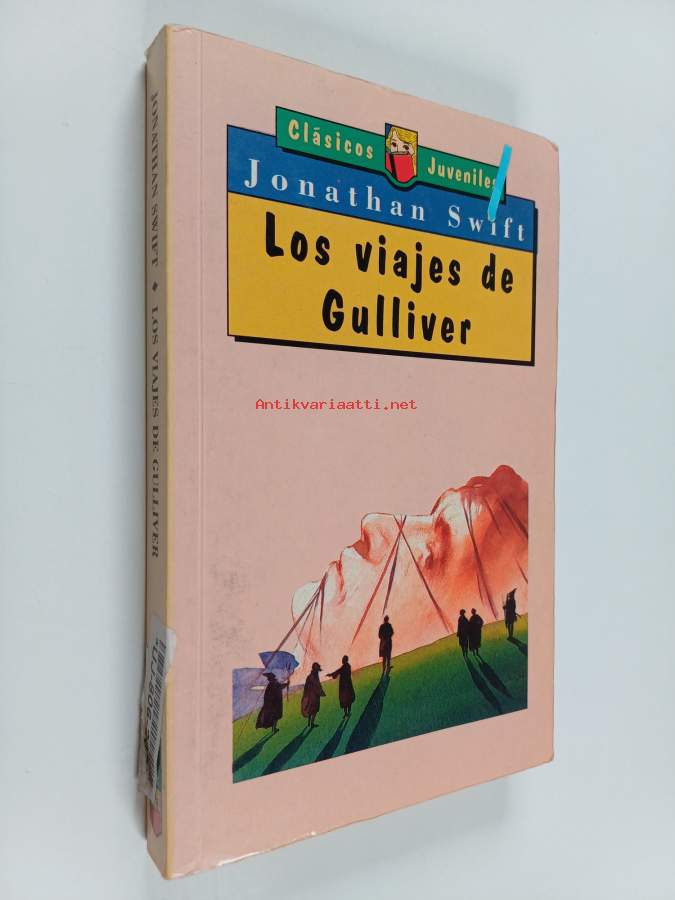 Clásicos Juveniles
Jonathan Swift
Los viajes de
Gulliver
Antikvariaatti.net
JONATHAN SWIFT ♦ LOS VIAJES DE GULLIVER